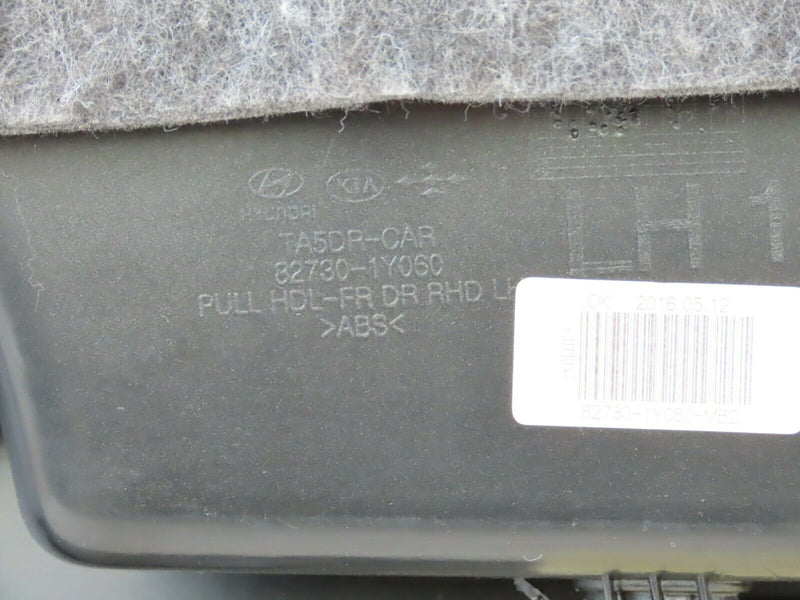 KIA
HYUNDAI
TA5DR-CAR
82730-1Y060
PULL HDL-FR DR RHD LH
>ABS<
LH 1
OK 2016.05.12
82730-1Y060-MB2